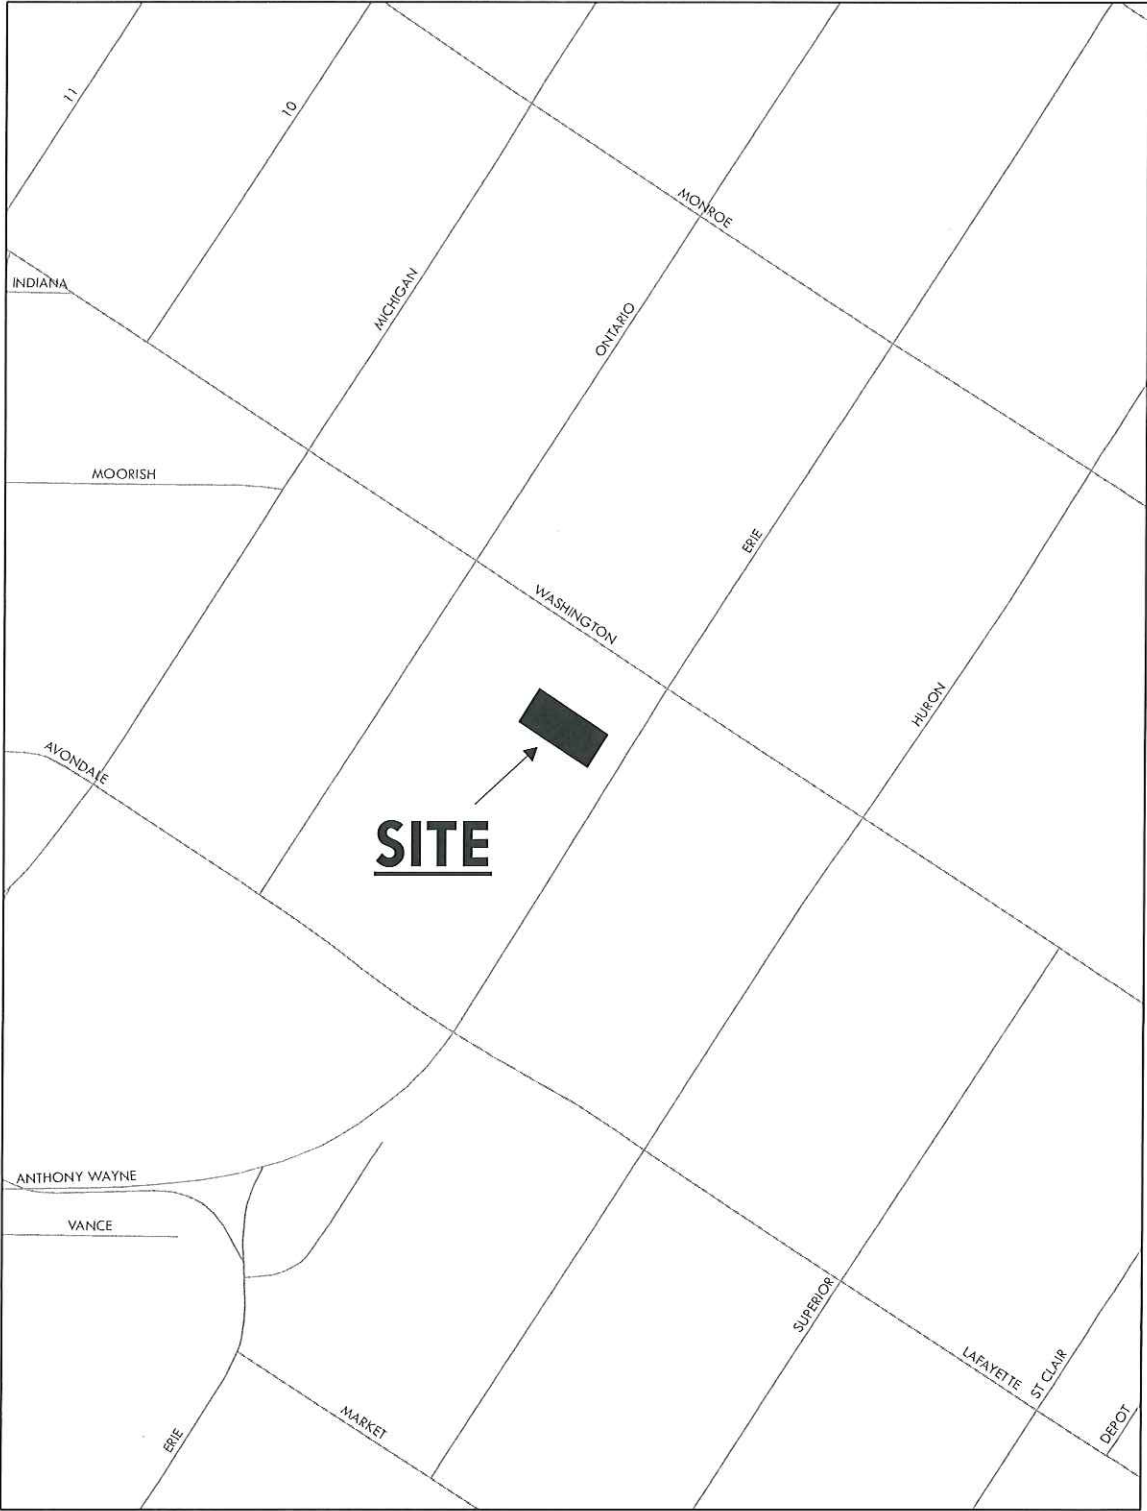 11
10
MONROE
INDIANA
MICHIGAN
ONTARIO
MOORISH
ERIE
WASHINGTON
HURON
AVONDALE
SITE
ANTHONY WAYNE
VANCE
SUPERIOR
LAFAYETTE
ST CLAIR
DEPOT
MARKET
ERIE